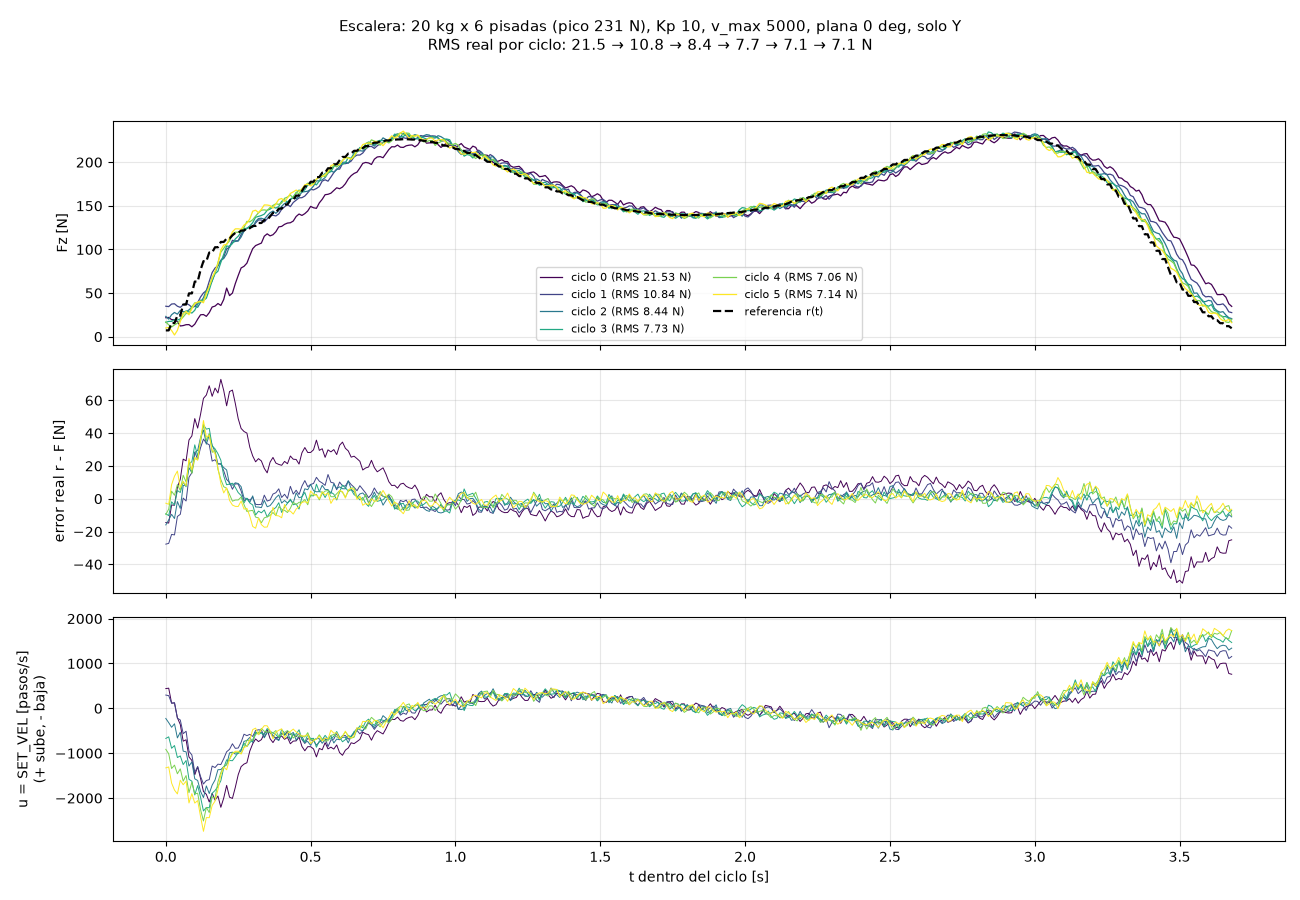 Escalera: 20 kg x 6 pisadas (pico 231 N), Kp 10, v_max 5000, plana 0 deg, solo Y
RMS real por ciclo: 21.5 → 10.8 → 8.4 → 7.7 → 7.1 → 7.1 N
Fz [N]
200
150
100
50
0
ciclo 0 (RMS 21.53 N)
ciclo 1 (RMS 10.84 N)
ciclo 2 (RMS 8.44 N)
ciclo 3 (RMS 7.73 N)
ciclo 4 (RMS 7.06 N)
ciclo 5 (RMS 7.14 N)
referencia r(t)
error real r - F [N]
60
40
20
0
−20
−40
u = SET_VEL [pasos/s]
(+ sube, - baja)
2000
1000
0
−1000
−2000
0.0 0.5 1.0 1.5 2.0 2.5 3.0 3.5
t dentro del ciclo [s]